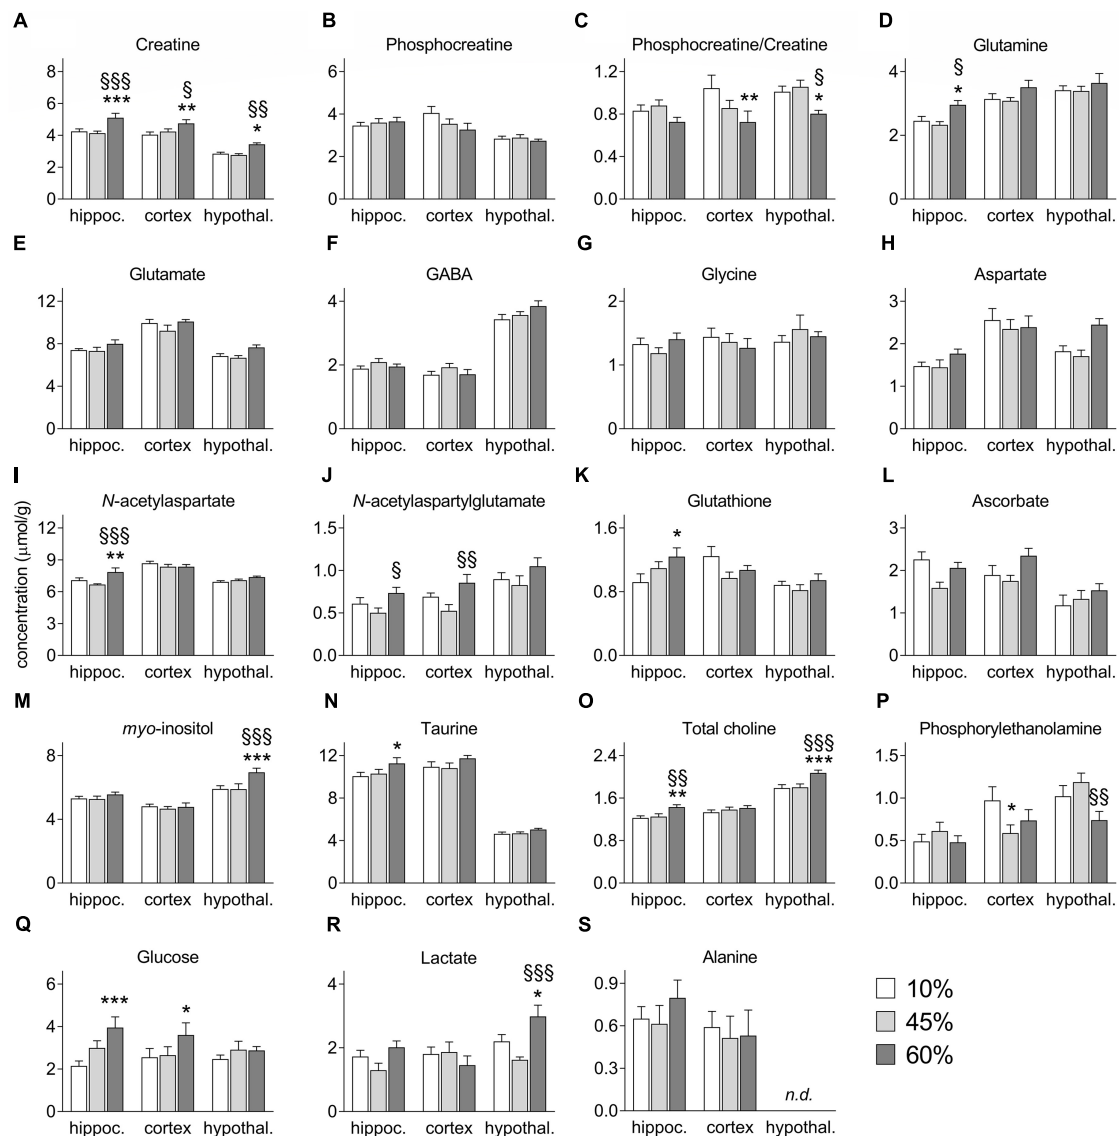 A B C D
Creatine Phosphocreatine Phosphocreatine/Creatine Glutamine
8 6 1.2 4
§§§ § §§ § §
*** ** * ** * *
6 4 0.8 2
4 2 0.4
2 0 0.0 0
0
hippoc. cortex hypothal. hippoc. cortex hypothal. hippoc. cortex hypothal. hippoc. cortex hypothal.
E F G H
Glutamate GABA Glycine Aspartate
12 4 2 3
8 2 1 2
4 1
0 0 0 0
hippoc. cortex hypothal. hippoc. cortex hypothal. hippoc. cortex hypothal. hippoc. cortex hypothal.
I J K L
N-acetylaspartate N-acetylaspartylglutamate Glutathione Ascorbate
concentration (μmol/g)
12 1.5 1.6 3
§§§ § §§ *
**
9 1.0 1.2 2
6 0.5 0.8 1
3 0.4
0 0.0 0.0 0
hippoc. cortex hypothal. hippoc. cortex hypothal. hippoc. cortex hypothal. hippoc. cortex hypothal.
M N O P
myo-inositol Taurine Total choline Phosphorylethanolamine
8 12 2.4 1.5
§§§ * §§ §§§ * §§
*** ** ***
8 1.8 1.0
4 4 1.2 0.5
0.6
0 0 0.0 0.0
hippoc. cortex hypothal. hippoc. cortex hypothal. hippoc. cortex hypothal. hippoc. cortex hypothal.
Q R S
Glucose Lactate Alanine
6 4 0.9
*** * §§§
*
4 2 0.6
2 0.3
0 0 0.0
n.d.
hippoc. cortex hypothal. hippoc. cortex hypothal. hippoc. cortex hypothal.
10%
45%
60%